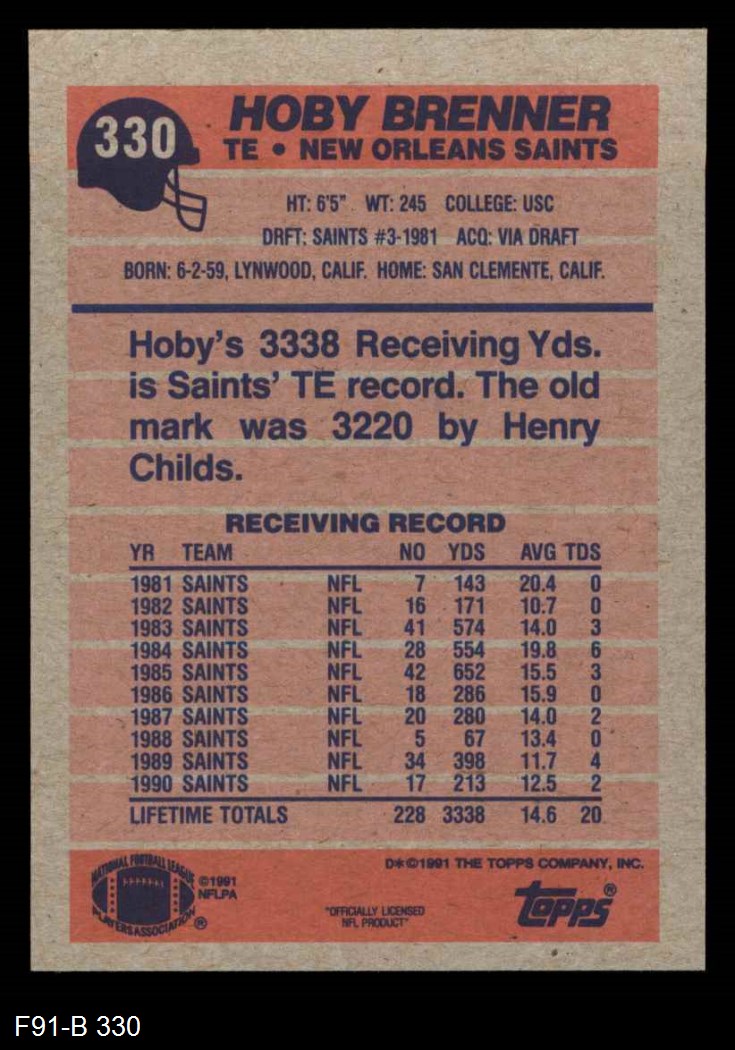 330
HOBY BRENNER
TE • NEW ORLEANS SAINTS
HT: 6'5" WT: 245 COLLEGE: USC
DRFT: SAINTS #3-1981 ACQ: VIA DRAFT
BORN: 6-2-59, LYNWOOD, CALIF. HOME: SAN CLEMENTE, CALIF.
Hoby's 3338 Receiving Yds.
is Saints' TE record. The old
mark was 3220 by Henry
Childs.
RECEIVING RECORD
YR TEAM NO YDS AVG TDS
1981 SAINTS NFL 7 143 20.4 0
1982 SAINTS NFL 16 171 10.7 0
1983 SAINTS NFL 41 574 14.0 3
1984 SAINTS NFL 28 554 19.8 6
1985 SAINTS NFL 42 652 15.5 3
1986 SAINTS NFL 18 286 15.9 0
1987 SAINTS NFL 20 280 14.0 2
1988 SAINTS NFL 5 67 13.4 0
1989 SAINTS NFL 34 398 11.7 4
1990 SAINTS NFL 17 213 12.5 2
LIFETIME TOTALS 228 3338 14.6 20
D*©1991 THE TOPPS COMPANY, INC.
NATIONAL FOOTBALL LEAGUE
PLAYERS ASSOCIATION ®
©1991
NFLPA
"OFFICIALLY LICENSED
NFL PRODUCT"
topps®
F91-B 330